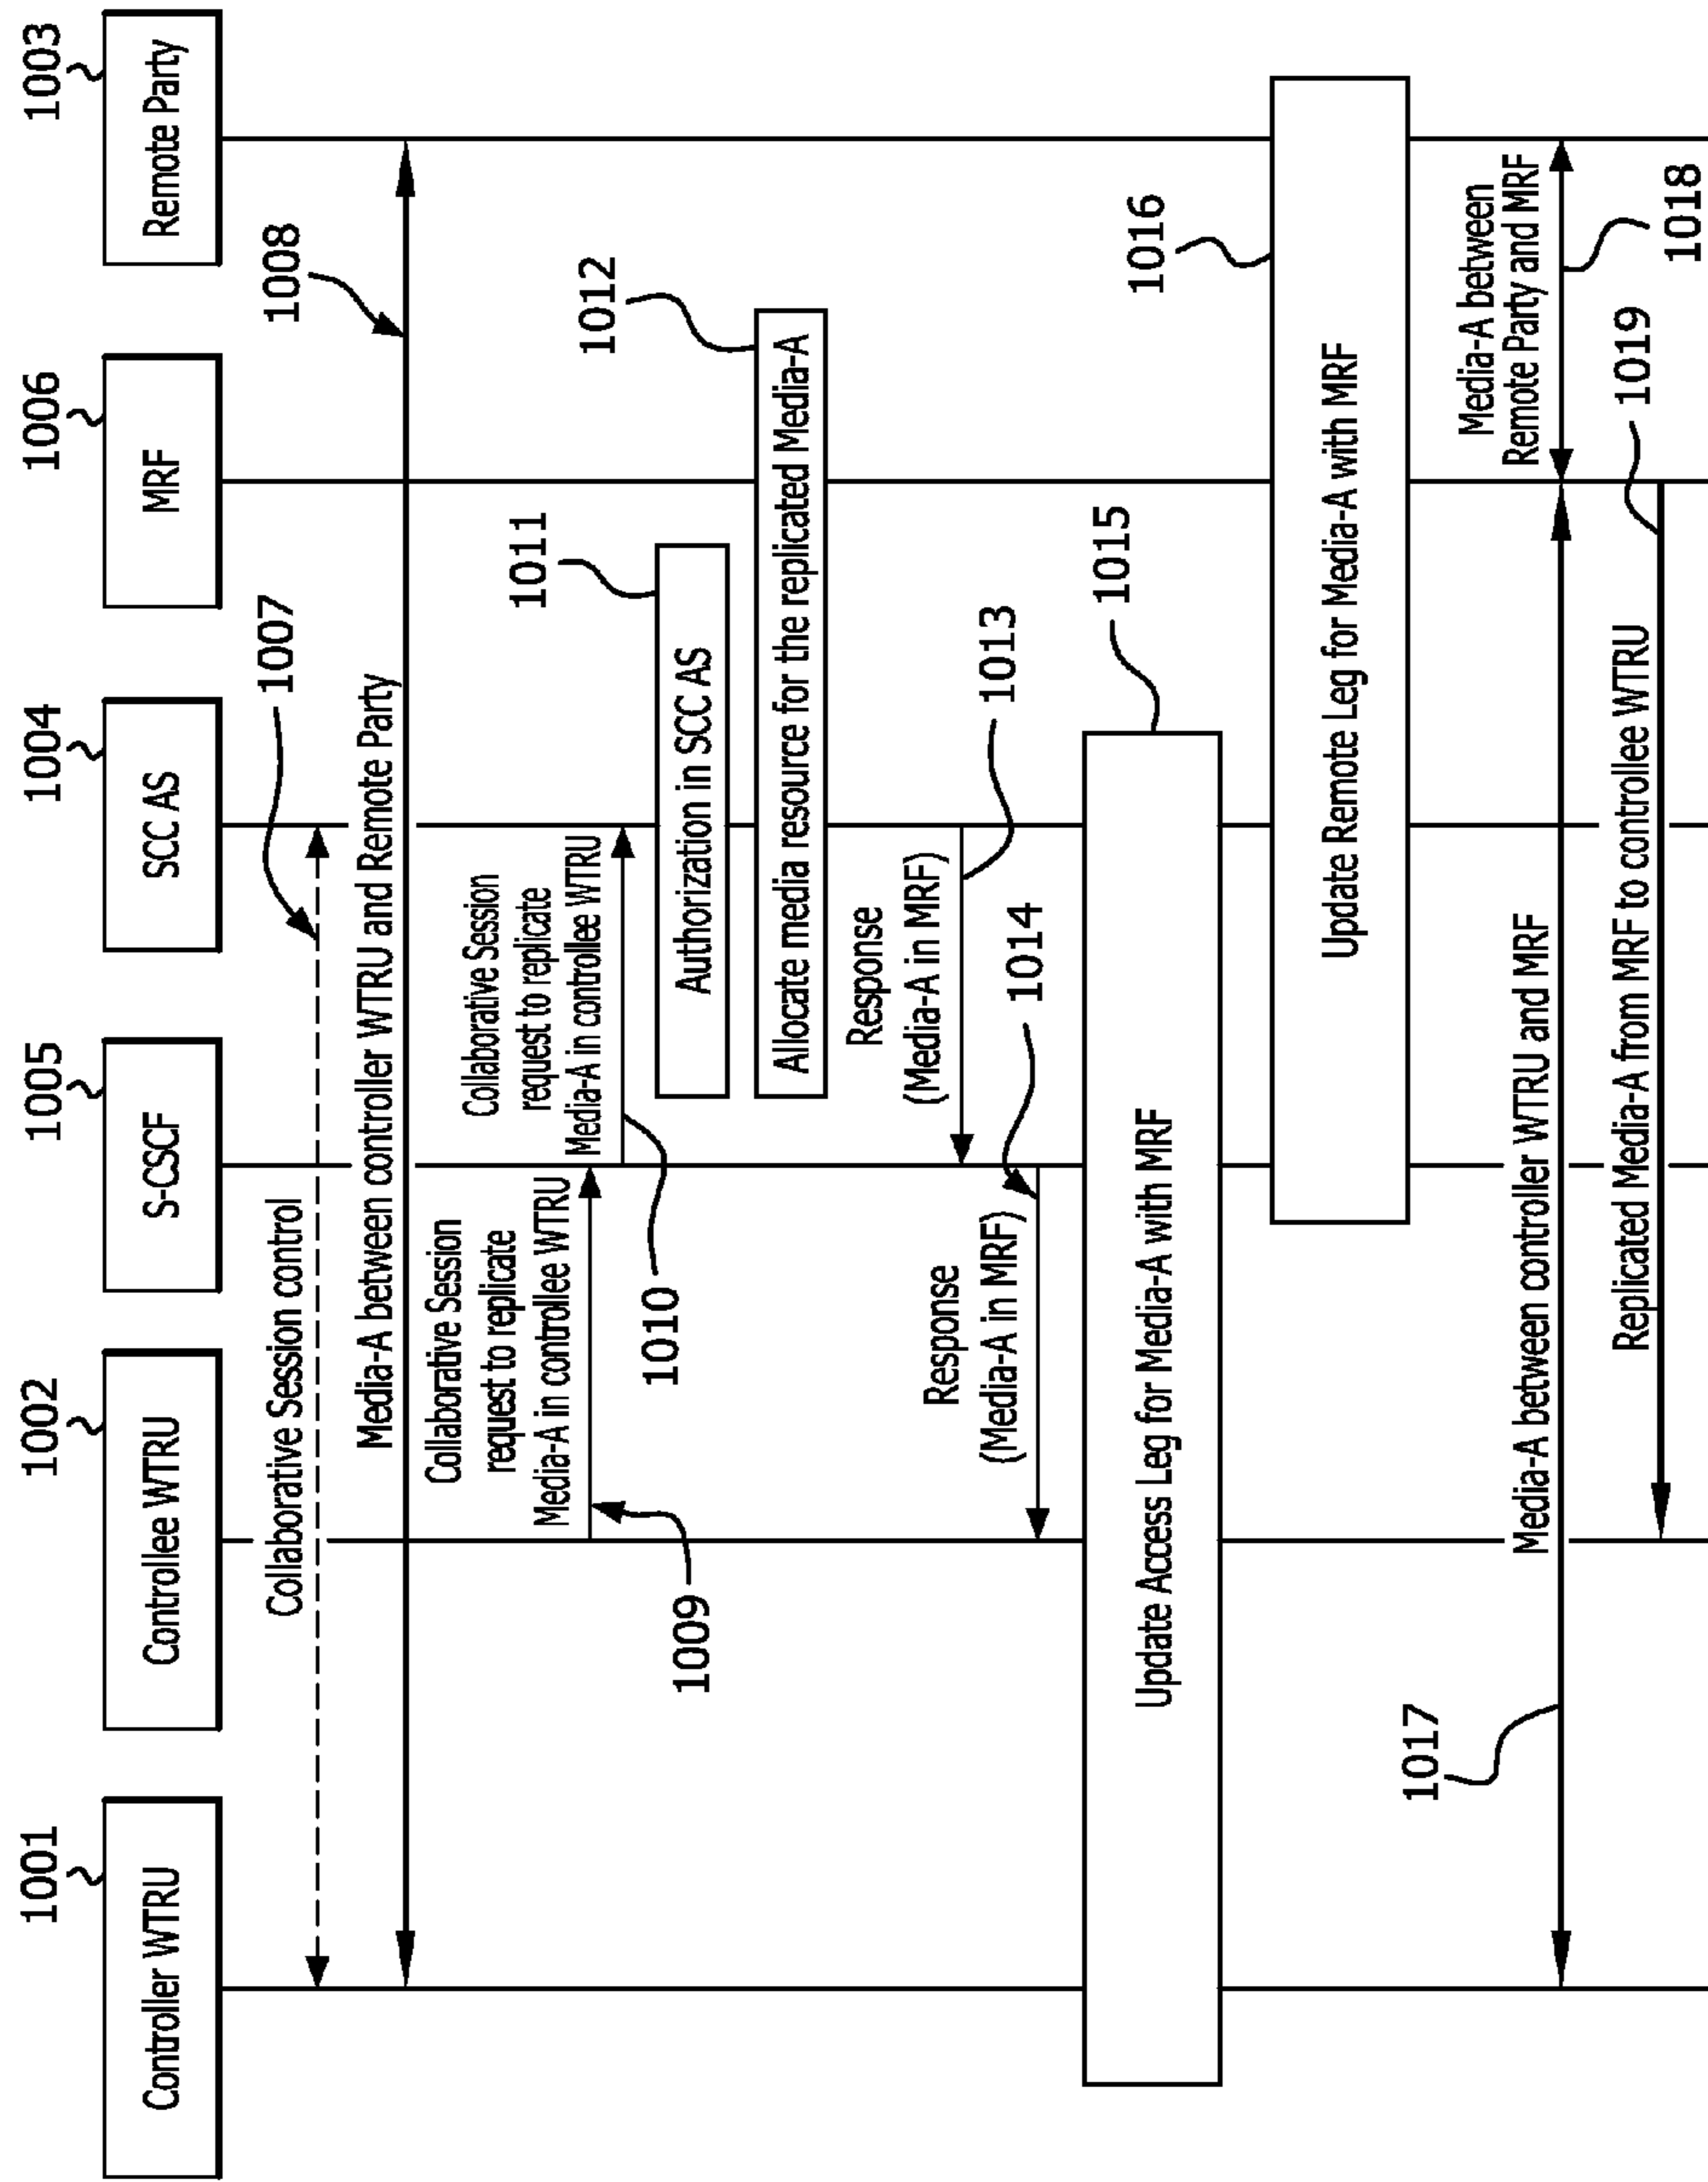 1001
1002
1005
1004
1006
1003
Controller WTRU
Controllee WTRU
S-CSCF
SCC AS
MRF
Remote Party
Collaborative Session control
1007
1008
Media-A between controller WTRU and Remote Party
Collaborative Session
request to replicate
Media-A in controllee WTRU
1009
Collaborative Session
request to replicate
Media-A in controllee WTRU
1010
1011
Authorization in SCC AS
1012
Allocate media resource for the replicated Media-A
Response
(Media-A in MRF)
1013
Response
(Media-A in MRF)
1014
1015
Update Access Leg for Media-A with MRF
1016
Update Remote Leg for Media-A with MRF
1017
Media-A between controller WTRU and MRF
Media-A between
Remote Party and MRF
1018
Replicated Media-A from MRF to controllee WTRU
1019